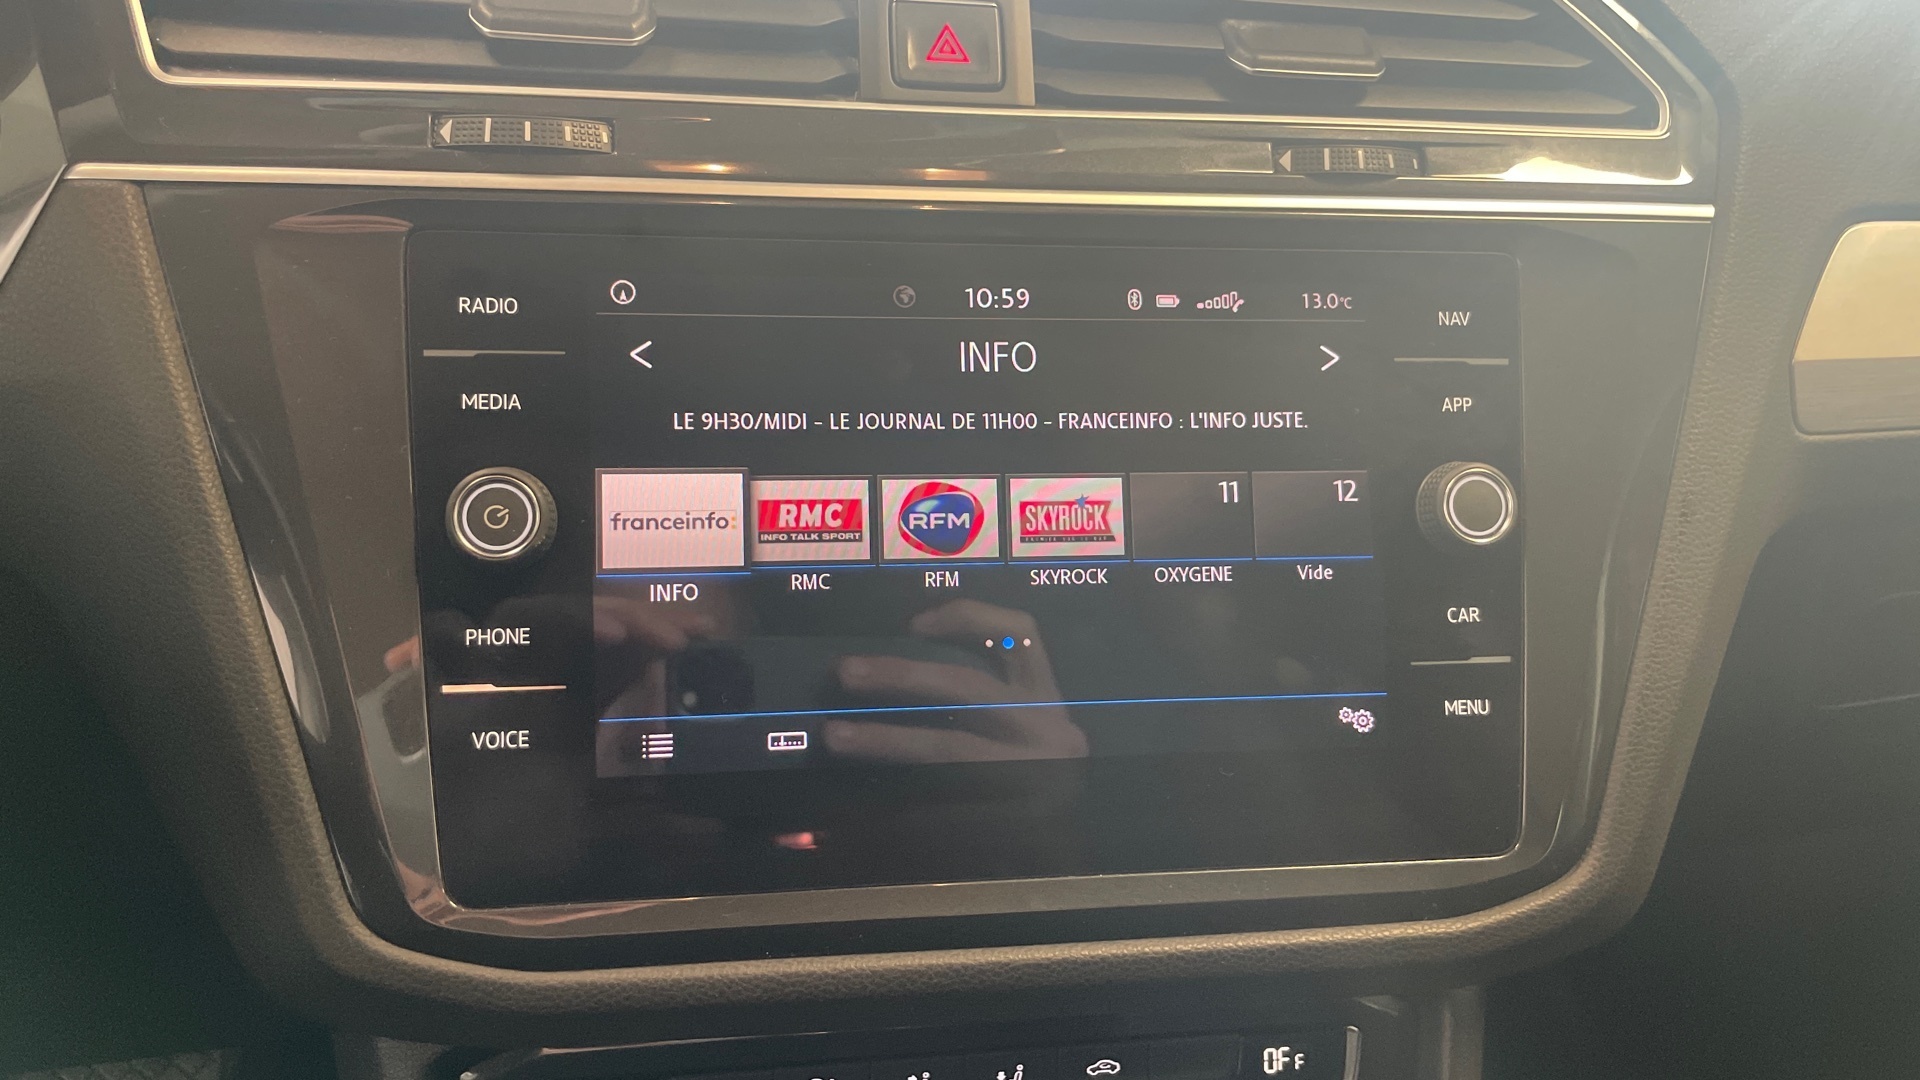 RADIO
MEDIA
PHONE
VOICE
10:59
13.0°C
< INFO >
LE 9H30/MIDI - LE JOURNAL DE 11H00 - FRANCEINFO : L'INFO JUSTE.
franceinfo:
RMC
INFO TALK SPORT
RFM
SKYROCK
11
12
INFO
RMC
RFM
SKYROCK
OXYGENE
Vide
NAV
APP
CAR
MENU
OFF